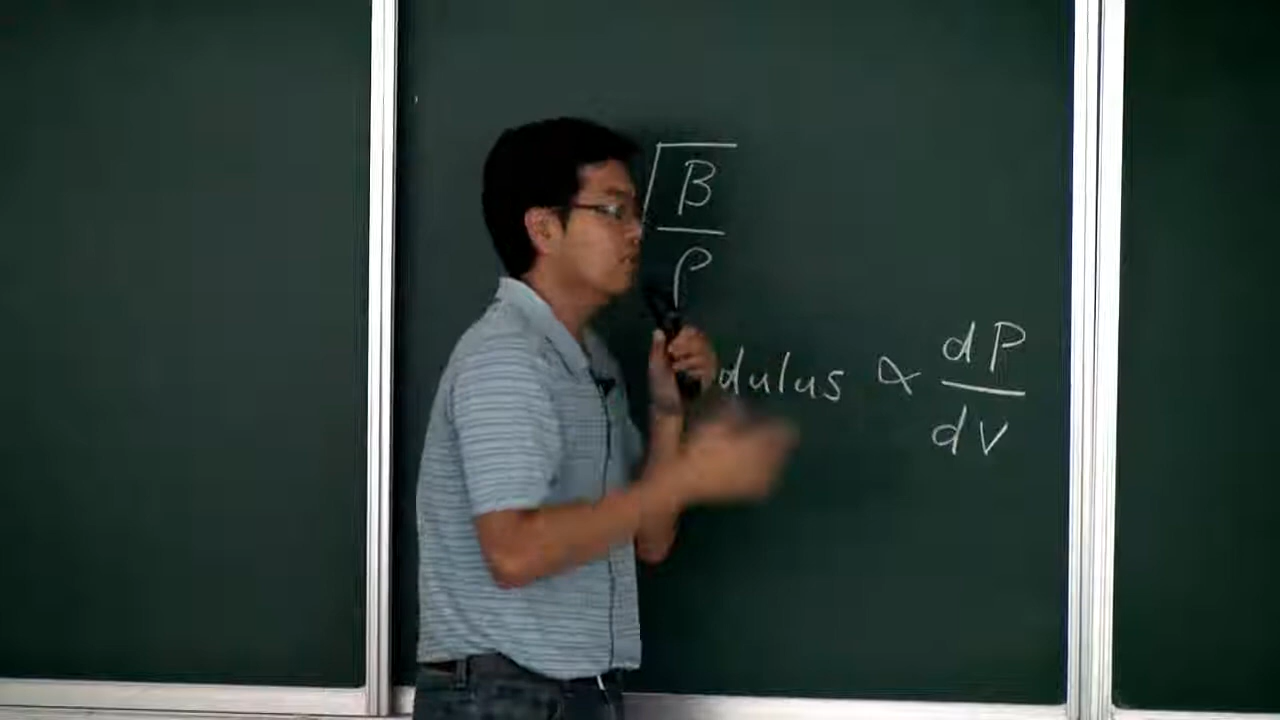 √(B/ρ)
dulus ∝ dP/dV